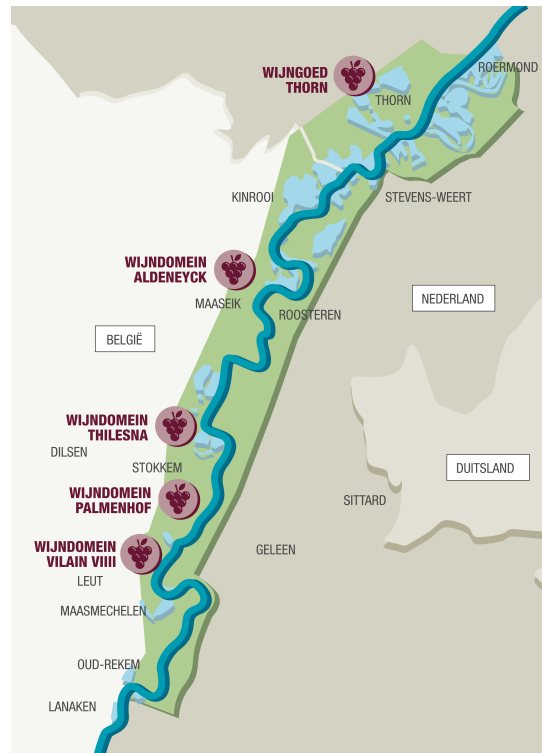 ROERMOND
WIJNGOED
THORN
THORN
KINROOI
STEVENS-WEERT
WIJNDOMEIN
ALDENEYCK
MAASEIK
NEDERLAND
ROOSTEREN
BELGIË
WIJNDOMEIN
THILESNA
DILSEN
STOKKEM
DUITSLAND
WIJNDOMEIN
PALMENHOF
SITTARD
WIJNDOMEIN
VILAIN VIIII
GELEEN
LEUT
MAASMECHELEN
OUD-REKEM
LANAKEN